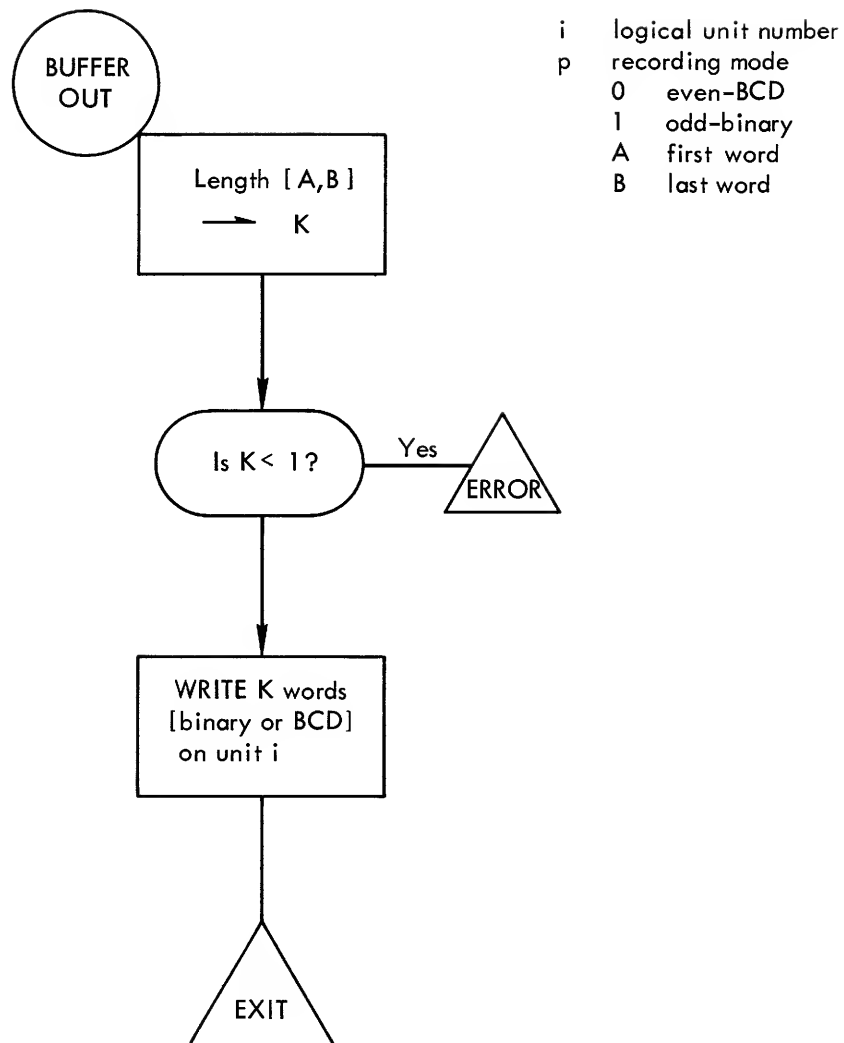 BUFFER
OUT
i logical unit number
p recording mode
0 even-BCD
1 odd-binary
A first word
B last word
Length [A,B]
→ K
Is K< 1?
Yes
ERROR
WRITE K words
[binary or BCD]
on unit i
EXIT